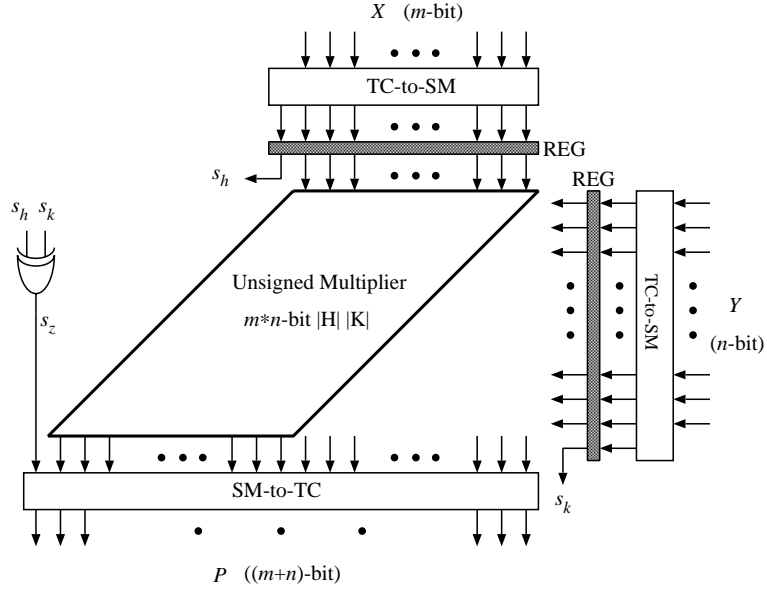 X (m-bit)
TC-to-SM
REG
s_h
REG
s_h s_k
Unsigned Multiplier
m*n-bit |H| |K|
TC-to-SM
Y
(n-bit)
s_z
SM-to-TC
s_k
P ((m+n)-bit)